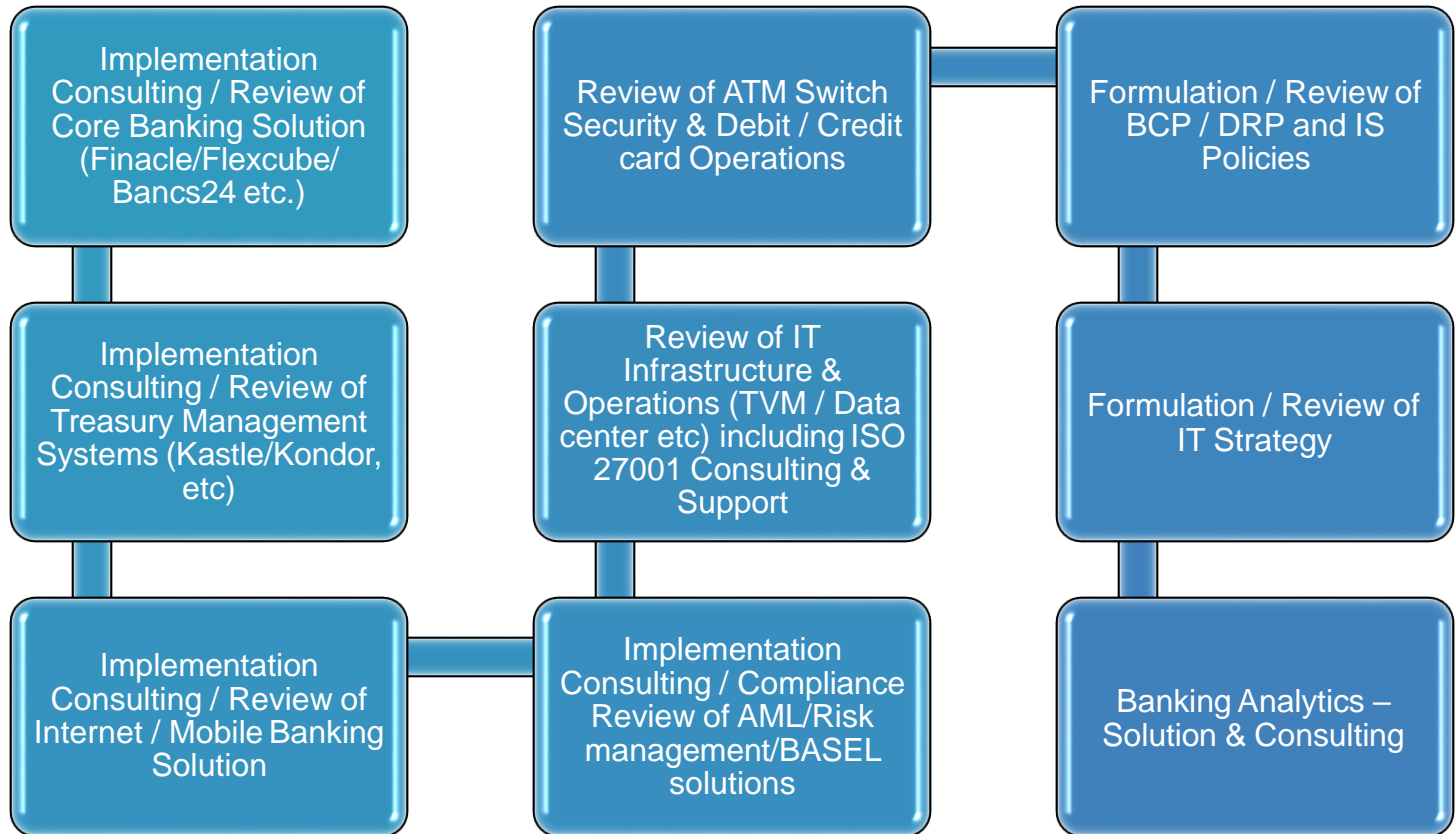 Implementation
Consulting / Review of
Core Banking Solution
(Finacle/Flexcube/
Bancs24 etc.)
Implementation
Consulting / Review of
Treasury Management
Systems (Kastle/Kondor,
etc)
Implementation
Consulting / Review of
Internet / Mobile Banking
Solution
Implementation
Consulting / Compliance
Review of AML/Risk
management/BASEL
solutions
Review of IT
Infrastructure &
Operations (TVM / Data
center etc) including ISO
27001 Consulting &
Support
Review of ATM Switch
Security & Debit / Credit
card Operations
Formulation / Review of
BCP / DRP and IS
Policies
Formulation / Review of
IT Strategy
Banking Analytics –
Solution & Consulting